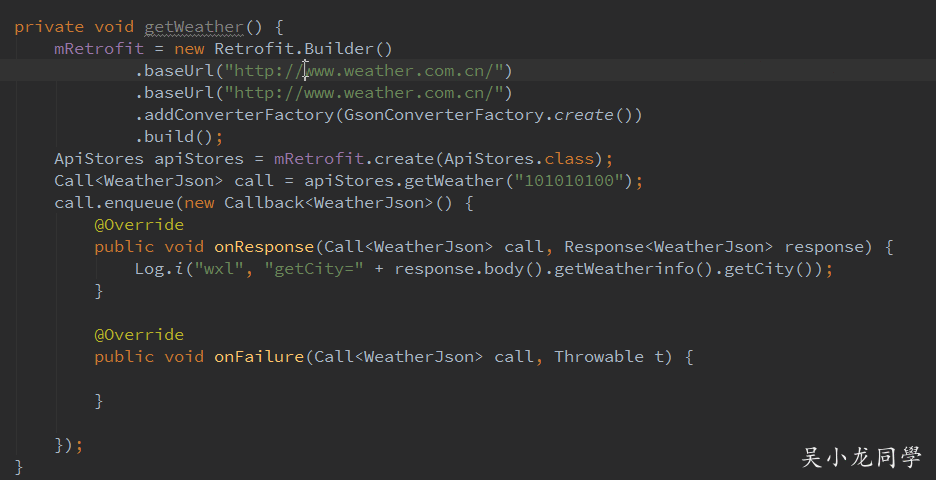 private void getWeather() {
mRetrofit = new Retrofit.Builder()
.baseUrl("http://www.weather.com.cn/")
.baseUrl("http://www.weather.com.cn/")
.addConverterFactory(GsonConverterFactory.create())
.build();
ApiStores apiStores = mRetrofit.create(ApiStores.class);
Call<WeatherJson> call = apiStores.getWeather("101010100");
call.enqueue(new Callback<WeatherJson>() {
@Override
public void onResponse(Call<WeatherJson> call, Response<WeatherJson> response) {
Log.i("wxl", "getCity=" + response.body().getWeatherinfo().getCity());
}
@Override
public void onFailure(Call<WeatherJson> call, Throwable t) {
}
});
}
吴小龙同學